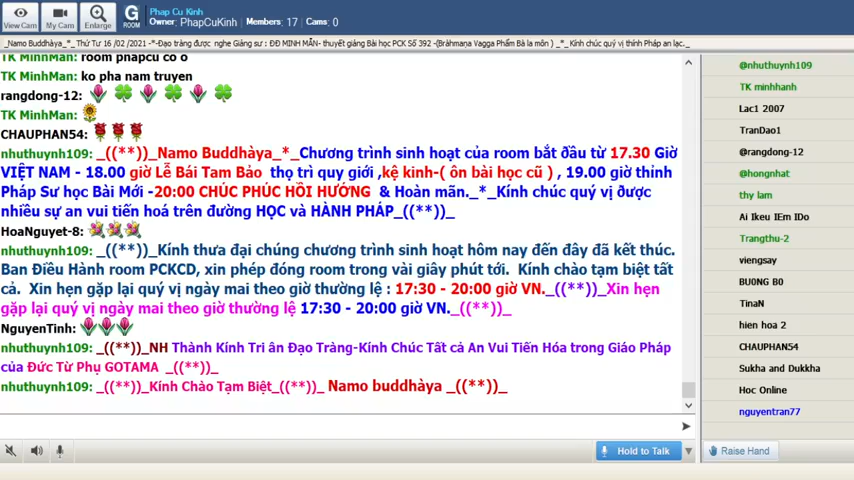 Phap Cu Kinh
Owner: PhapCuKinh Members: 17 Cams: 0
View Cam
My Cam
Enlarge
G
ROOM
_Namo Buddhàya_*_ Thứ Tư 16 /02 /2021 -*-Đạo tràng được nghe Giảng sư : ĐĐ MINH MẪN- thuyết giảng Bài học PCK Số 392 -(Bràhmaṇa Vagga Phẩm Bà la môn ) _*_ Kính chúc quý vị thính Pháp an lạc._
TK MinhMan: room phapcu co o
TK MinhMan: ko pha nam truyen
rangdong-12:
TK MinhMan:
CHAUPHAN54:
nhuthuynh109: _((**))_Namo Buddhàya_*_Chương trình sinh hoạt của room bắt đầu từ 17.30 Giờ
VIỆT NAM - 18.00 giờ Lễ Bái Tam Bảo thọ trì quy giới ,kệ kinh-( ôn bài học cũ ) , 19.00 giờ thỉnh
Pháp Sư học Bài Mới -20:00 CHÚC PHÚC HỒI HƯỚNG & Hoàn mãn._*_Kính chúc quý vị được
nhiều sự an vui tiến hoá trên đường HỌC và HÀNH PHÁP_((**))_
HoaNguyet-8:
nhuthuynh109: _((**))_Kính thưa đại chúng chương trình sinh hoạt hôm nay đến đây đã kết thúc.
Ban Điều Hành room PCKCD, xin phép đóng room trong vài giây phút tới. Kính chào tạm biệt tất
cả. Xin hẹn gặp lại quý vị ngày mai theo giờ thường lệ : 17:30 - 20:00 giờ VN._((**))_Xin hẹn
gặp lại quý vị ngày mai theo giờ thường lệ 17:30 - 20:00 giờ VN._((**))_
NguyenTinh:
nhuthuynh109: _((**))_NH Thành Kính Tri ân Đạo Tràng-Kính Chúc Tất cả An Vui Tiến Hóa trong Giáo Pháp
của Đức Từ Phụ GOTAMA _((**))_
nhuthuynh109: _((**))_Kính Chào Tạm Biệt_((**))_ Namo buddhàya _((**))_
@nhuthuynh109
TK minhhanh
Lac1 2007
TranDao1
@rangdong-12
@hongnhat
thy lam
Ai Ikeu IEm IDo
Trangthu-2
viengsay
BU0NG B0
TinaN
hien hoa 2
CHAUPHAN54
Sukha and Dukkha
Hoc Online
nguyentran77
Hold to Talk
Raise Hand